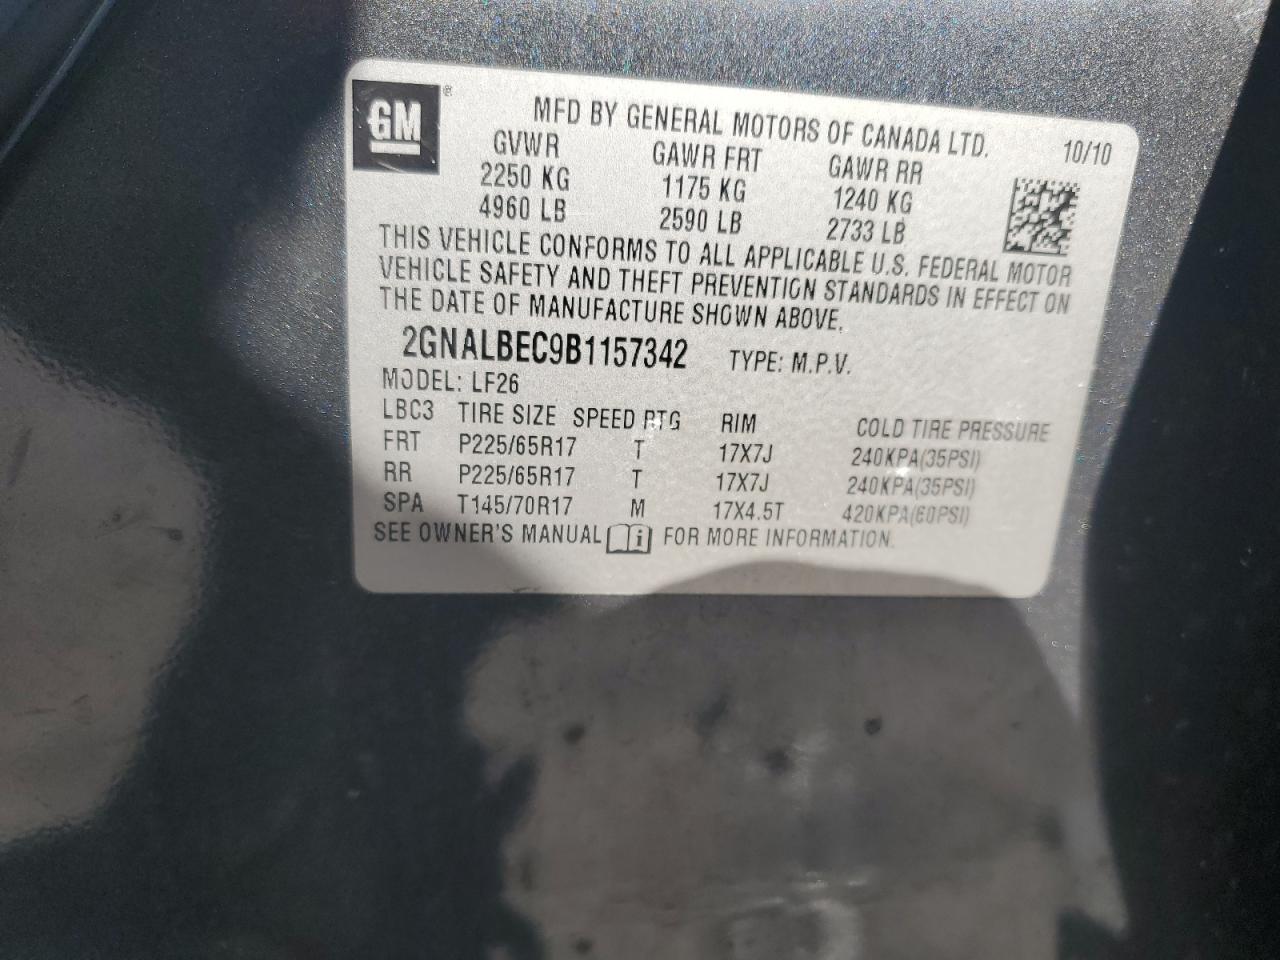 GM ®
MFD BY GENERAL MOTORS OF CANADA LTD. 10/10
GVWR GAWR FRT GAWR RR
2250 KG 1175 KG 1240 KG
4960 LB 2590 LB 2733 LB
THIS VEHICLE CONFORMS TO ALL APPLICABLE U.S. FEDERAL MOTOR
VEHICLE SAFETY AND THEFT PREVENTION STANDARDS IN EFFECT ON
THE DATE OF MANUFACTURE SHOWN ABOVE.
2GNALBEC9B1157342 TYPE: M.P.V.
MODEL: LF26
LBC3 TIRE SIZE SPEED RTG RIM COLD TIRE PRESSURE
FRT P225/65R17 T 17X7J 240KPA(35PSI)
RR P225/65R17 T 17X7J 240KPA(35PSI)
SPA T145/70R17 M 17X4.5T 420KPA(60PSI)
SEE OWNER'S MANUAL i FOR MORE INFORMATION.